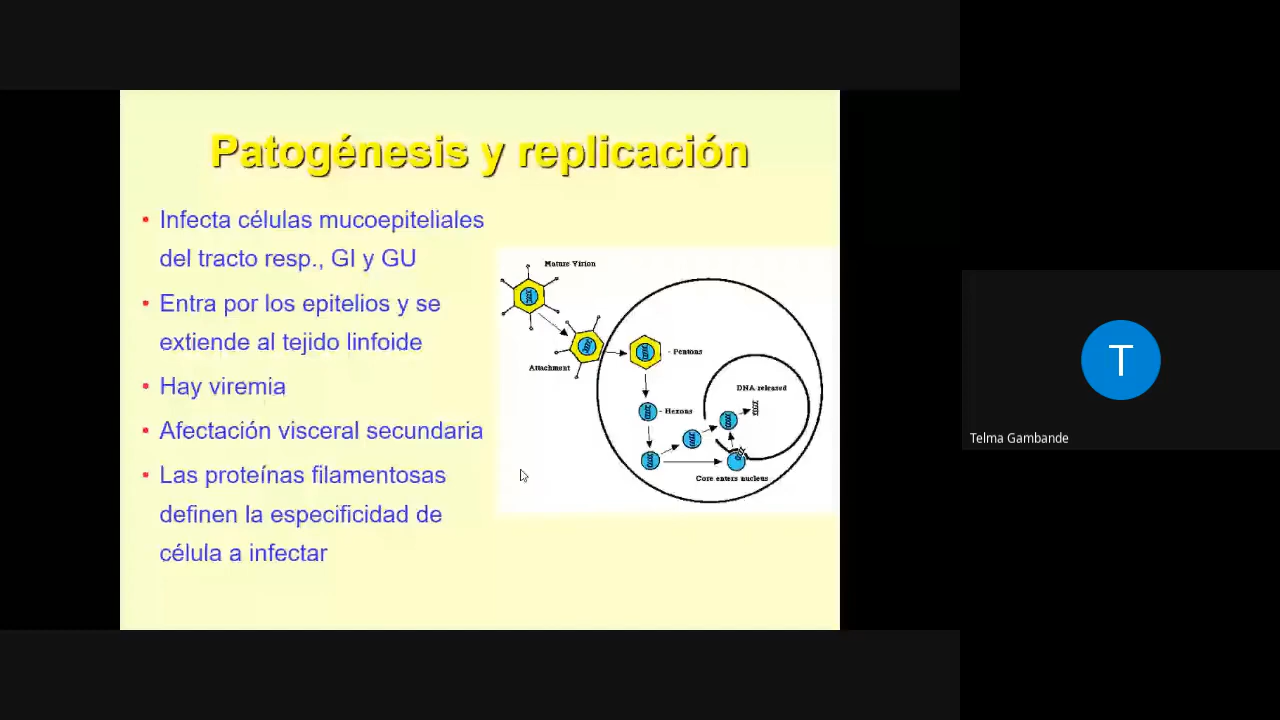 Patogénesis y replicación
• Infecta células mucoepiteliales
del tracto resp., GI y GU
• Entra por los epitelios y se
extiende al tejido linfoide
• Hay viremia
• Afectación visceral secundaria
• Las proteínas filamentosas
definen la especificidad de
célula a infectar
Mature Virion
Attachment
- Pentons
- Hexons
DNA released
Core enters nucleus
T
Telma Gambande